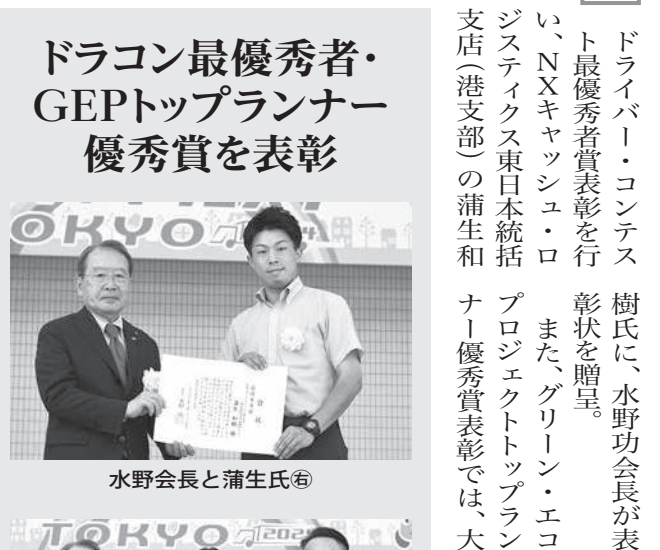 ドラコン最優秀者・
GEPトップランナー
優秀賞を表彰
TOKYO
水野会長と蒲生氏㊨
TOKYO
ドライバー・コンテス
ト最優秀者賞表彰を行
い、NXキャッシュ・ロ
ジスティクス東日本統括
支店(港支部)の蒲生和
樹氏に、水野功会長が表
彰状を贈呈。
また、グリーン・エコ
プロジェクトトップラン
ナー優秀賞表彰では、大